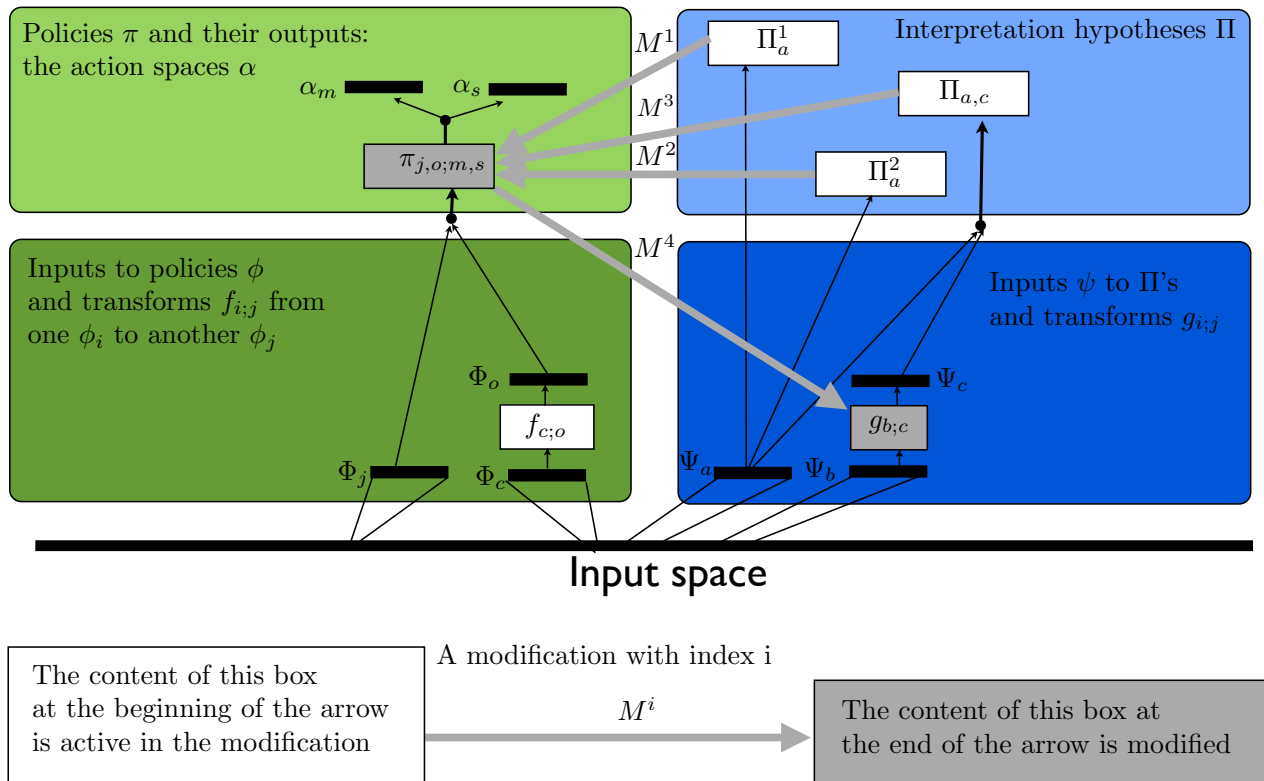 Policies π and their outputs:
the action spaces α
α_m
α_s
π_{j,o;m,s}
M^1
M^3
M^2
M^4
Π_a^1
Interpretation hypotheses Π
Π_{a,c}
Π_a^2
Inputs to policies ϕ
and transforms f_{i;j} from
one ϕ_i to another ϕ_j
Φ_o
f_{c;o}
Φ_j
Φ_c
Inputs ψ to Π's
and transforms g_{i;j}
Ψ_c
g_{b;c}
Ψ_a
Ψ_b
Input space
The content of this box
at the beginning of the arrow
is active in the modification
A modification with index i
M^i
The content of this box at
the end of the arrow is modified